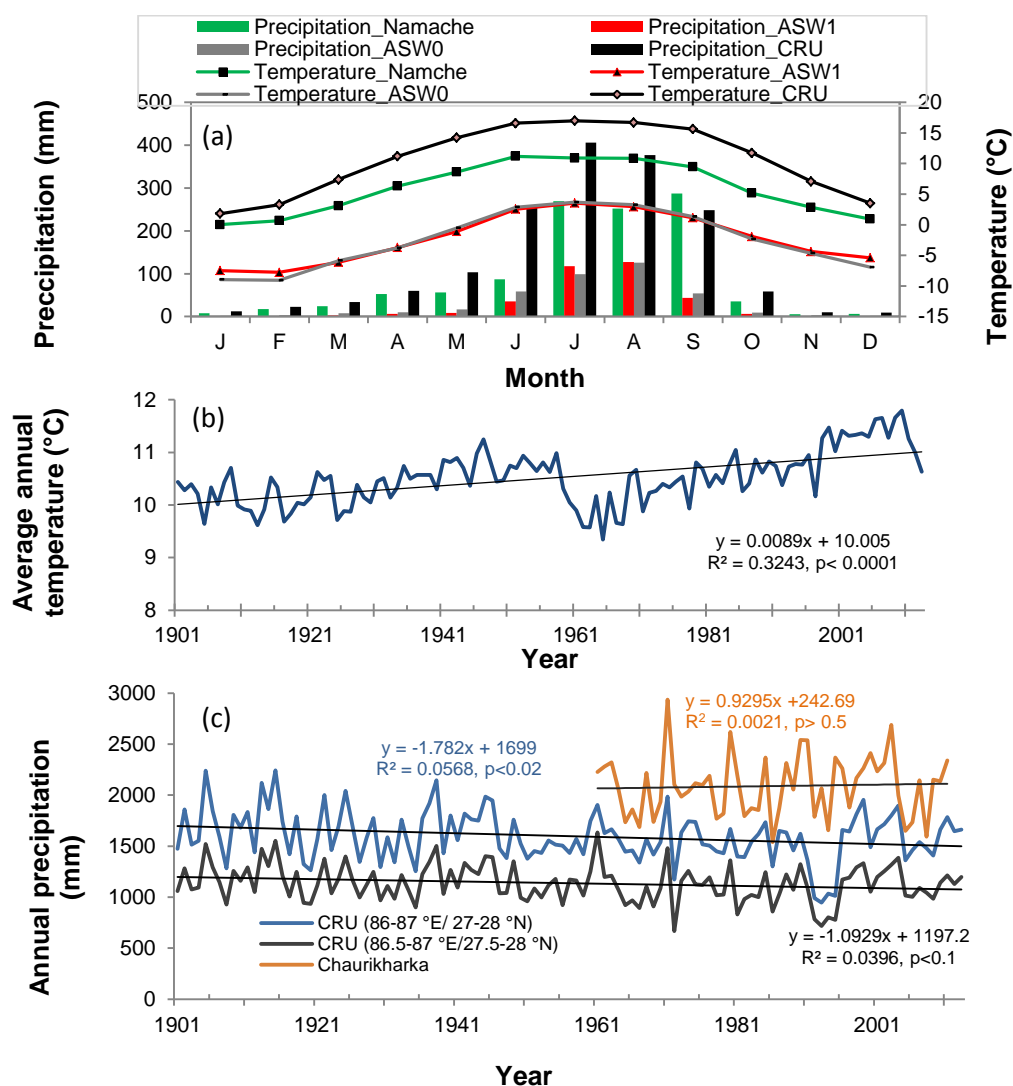 Precipitation_Namache Precipitation_ASW1
Precipitation_ASW0 Precipitation_CRU
Temperature_Namche Temperature_ASW1
Temperature_ASW0 Temperature_CRU
(a)
Preccipitation (mm)
500
400
300
200
100
0
Temperature (°C)
20
15
10
5
0
-5
-10
-15
J F M A M J J A S O N D
Month
(b)
Average annual
temperature (°C)
12
11
10
9
8
y = 0.0089x + 10.005
R² = 0.3243, p< 0.0001
1901 1921 1941 1961 1981 2001
Year
(c)
Annual precipitation
(mm)
3000
2500
2000
1500
1000
500
0
y = 0.9295x +242.69
R² = 0.0021, p> 0.5
y = -1.782x + 1699
R² = 0.0568, p<0.02
CRU (86-87 °E/ 27-28 °N)
CRU (86.5-87 °E/27.5-28 °N)
Chaurikharka
y = -1.0929x + 1197.2
R² = 0.0396, p<0.1
1901 1921 1941 1961 1981 2001
Year